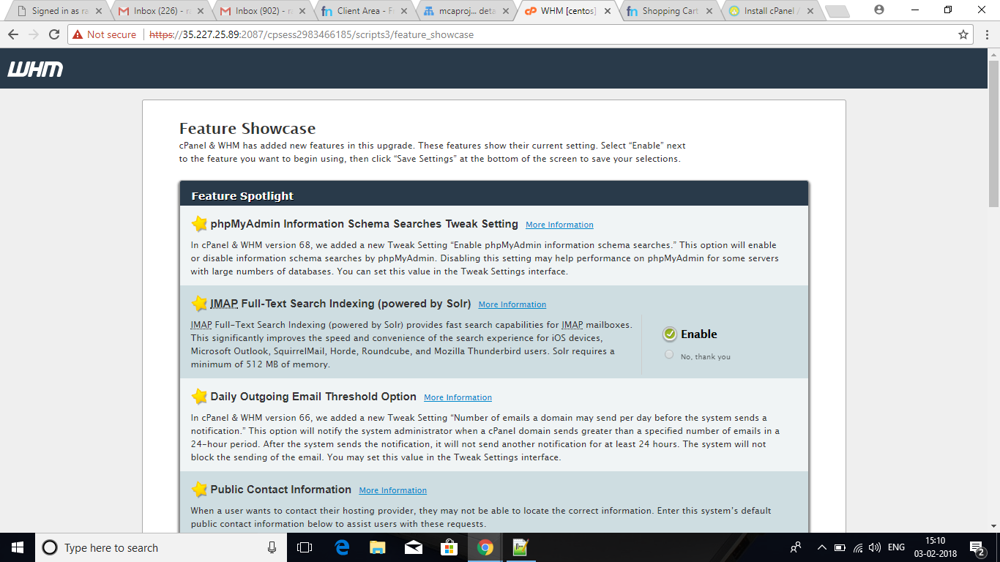 Signed in as ra
Inbox (226) - r
Inbox (902) - r
Client Area - F
mcaproj... deta
WHM [centos]
Shopping Cart
Install cPanel
Not secure
https://35.227.25.89:2087/cpsess2983466185/scripts3/feature_showcase
WHM
Feature Showcase
cPanel & WHM has added new features in this upgrade. These features show their current setting. Select “Enable” next
to the feature you want to begin using, then click “Save Settings” at the bottom of the screen to save your selections.
Feature Spotlight
phpMyAdmin Information Schema Searches Tweak Setting More Information
In cPanel & WHM version 68, we added a new Tweak Setting “Enable phpMyAdmin information schema searches.” This option will enable
or disable information schema searches by phpMyAdmin. Disabling this setting may help performance on phpMyAdmin for some servers
with large numbers of databases. You can set this value in the Tweak Settings interface.
IMAP Full-Text Search Indexing (powered by Solr) More Information
IMAP Full-Text Search Indexing (powered by Solr) provides fast search capabilities for IMAP mailboxes.
This significantly improves the speed and convenience of the search experience for iOS devices,
Microsoft Outlook, SquirrelMail, Horde, Roundcube, and Mozilla Thunderbird users. Solr requires a
minimum of 512 MB of memory.
Enable
No, thank you
Daily Outgoing Email Threshold Option More Information
In cPanel & WHM version 66, we added a new Tweak Setting “Number of emails a domain may send per day before the system sends a
notification.” This option will notify the system administrator when a cPanel domain sends greater than a specified number of emails in a
24-hour period. After the system sends the notification, it will not send another notification for at least 24 hours. The system will not
block the sending of the email. You may set this value in the Tweak Settings interface.
Public Contact Information More Information
When a user wants to contact their hosting provider, they may not be able to locate the correct information. Enter this system’s default
public contact information below to assist users with these requests.
Type here to search
ENG
15:10
03-02-2018
2